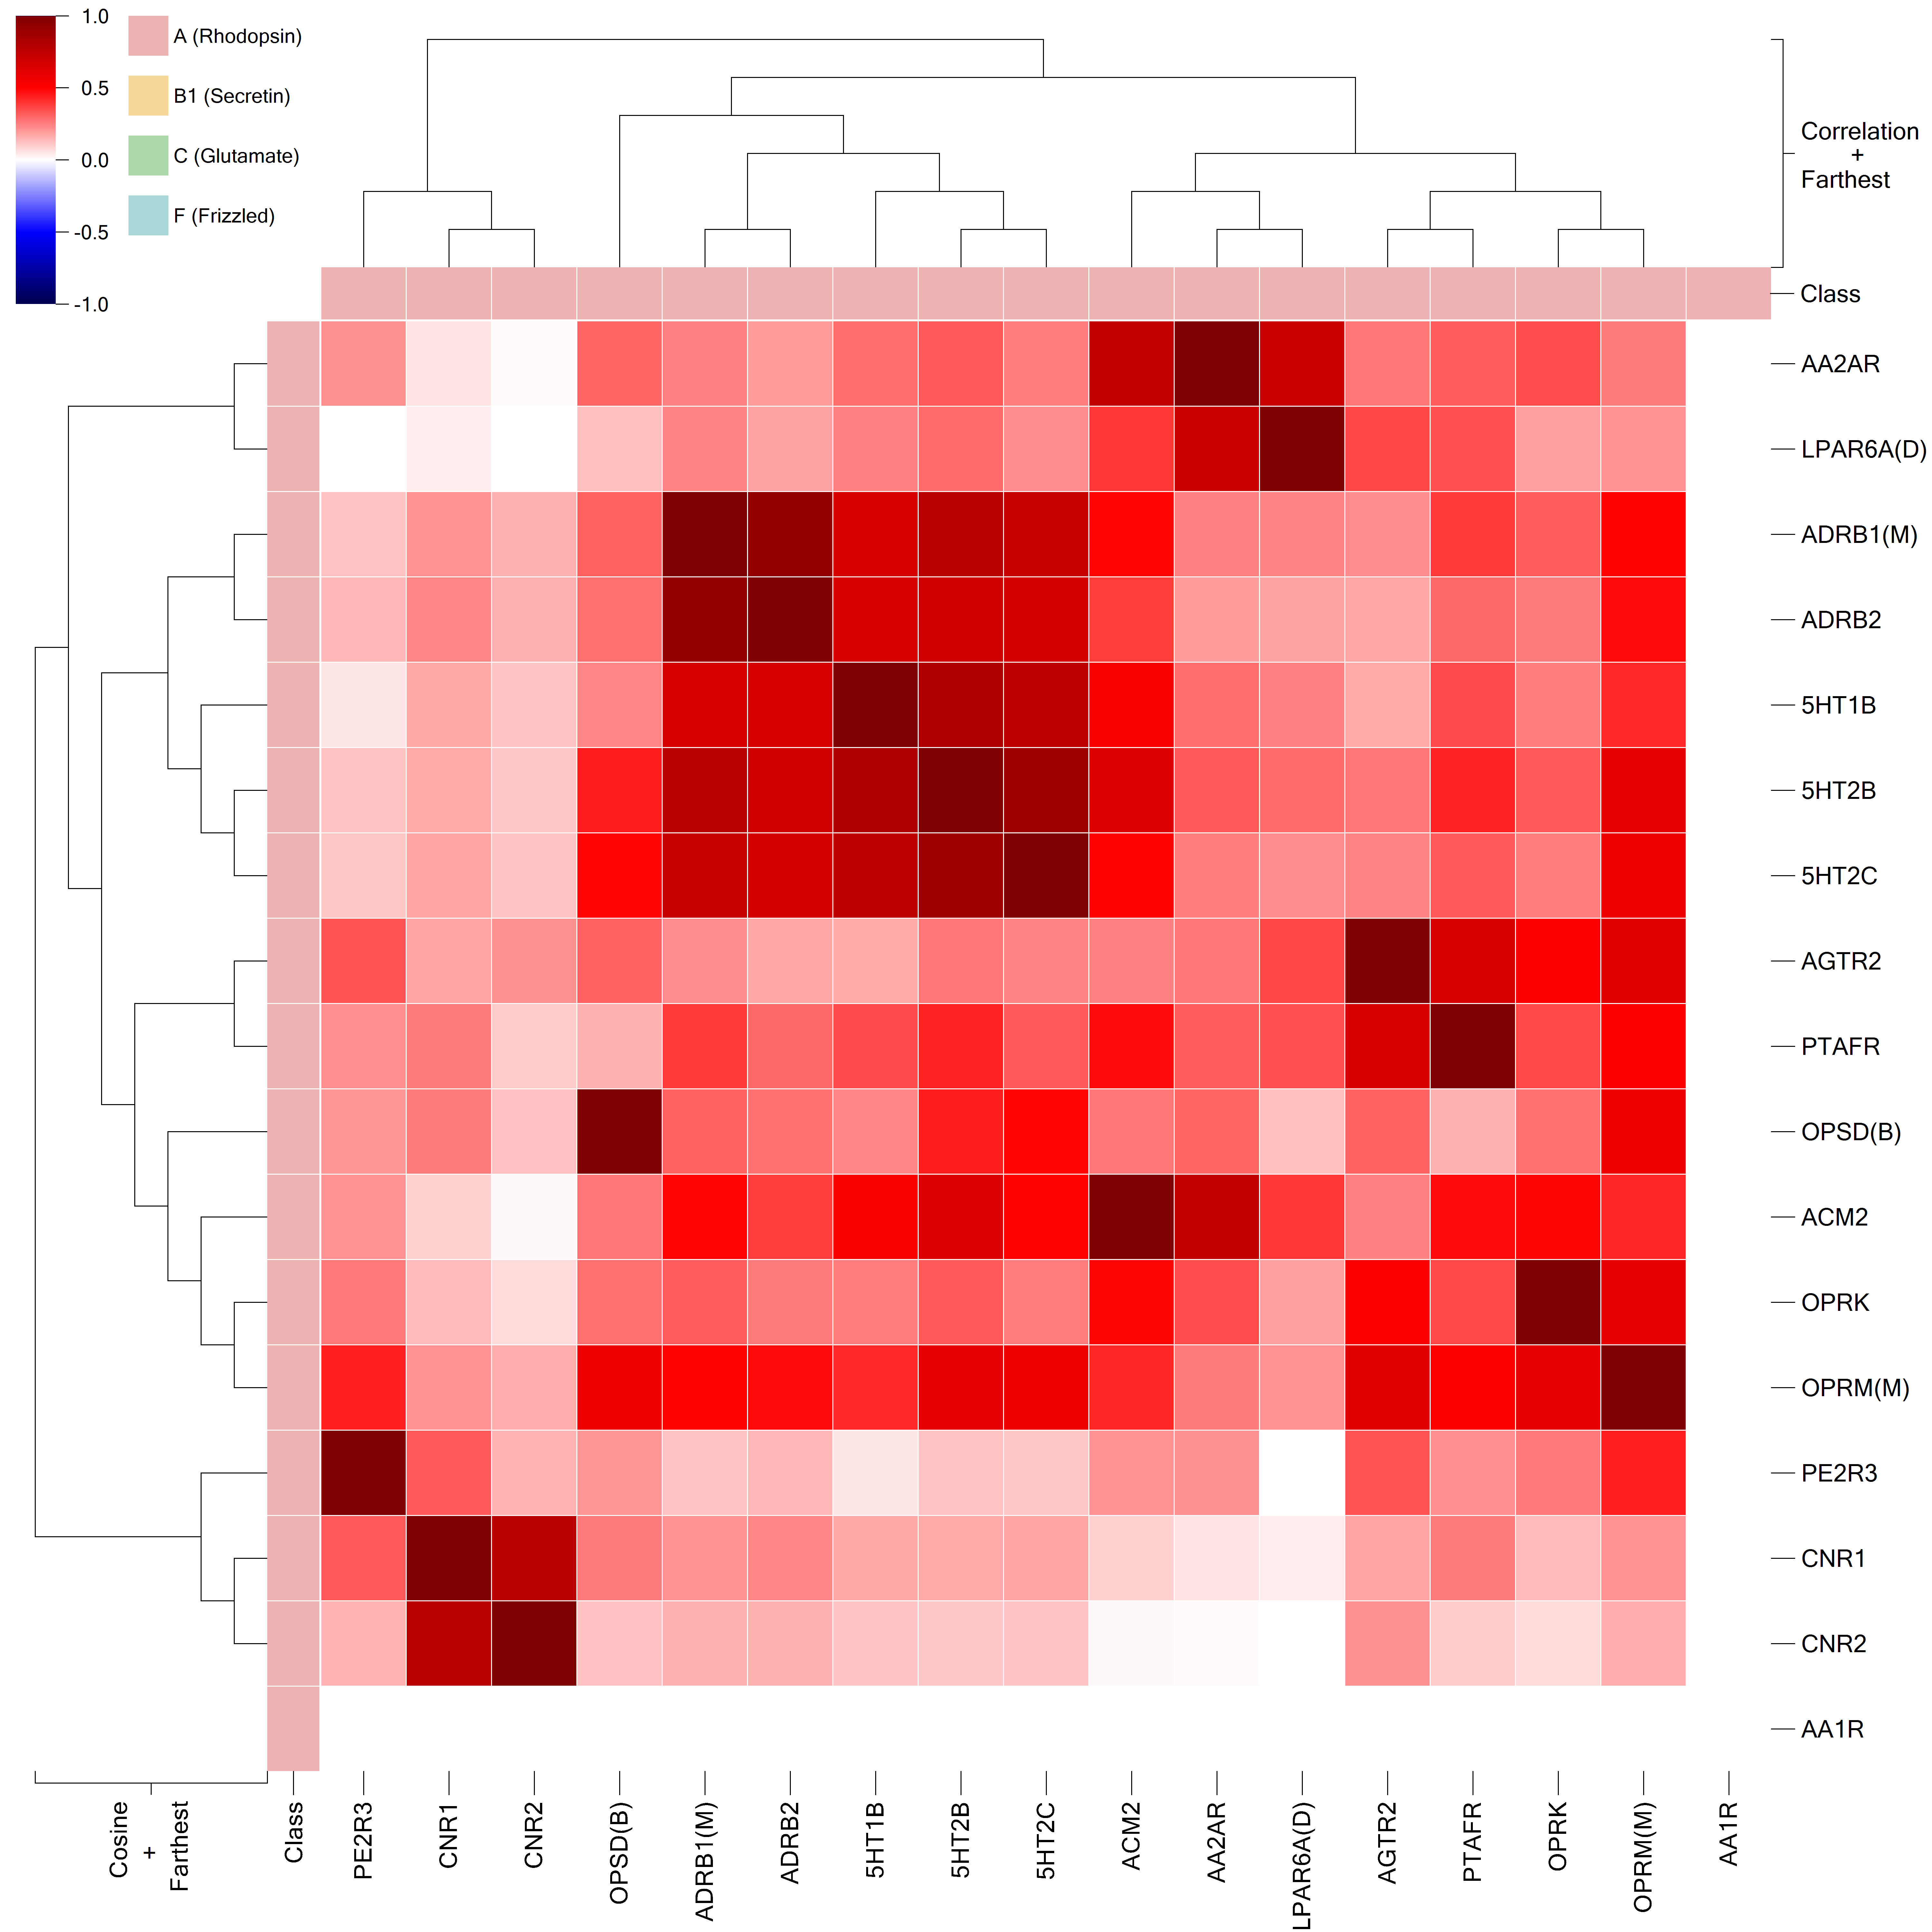 1.0
0.5
0.0
-0.5
-1.0
A (Rhodopsin)
B1 (Secretin)
C (Glutamate)
F (Frizzled)
Correlation
+
Farthest
Class
AA2AR
LPAR6A(D)
ADRB1(M)
ADRB2
5HT1B
5HT2B
5HT2C
AGTR2
PTAFR
OPSD(B)
ACM2
OPRK
OPRM(M)
PE2R3
CNR1
CNR2
AA1R
Cosine
+
Farthest
Class
PE2R3
CNR1
CNR2
OPSD(B)
ADRB1(M)
ADRB2
5HT1B
5HT2B
5HT2C
ACM2
AA2AR
LPAR6A(D)
AGTR2
PTAFR
OPRK
OPRM(M)
AA1R